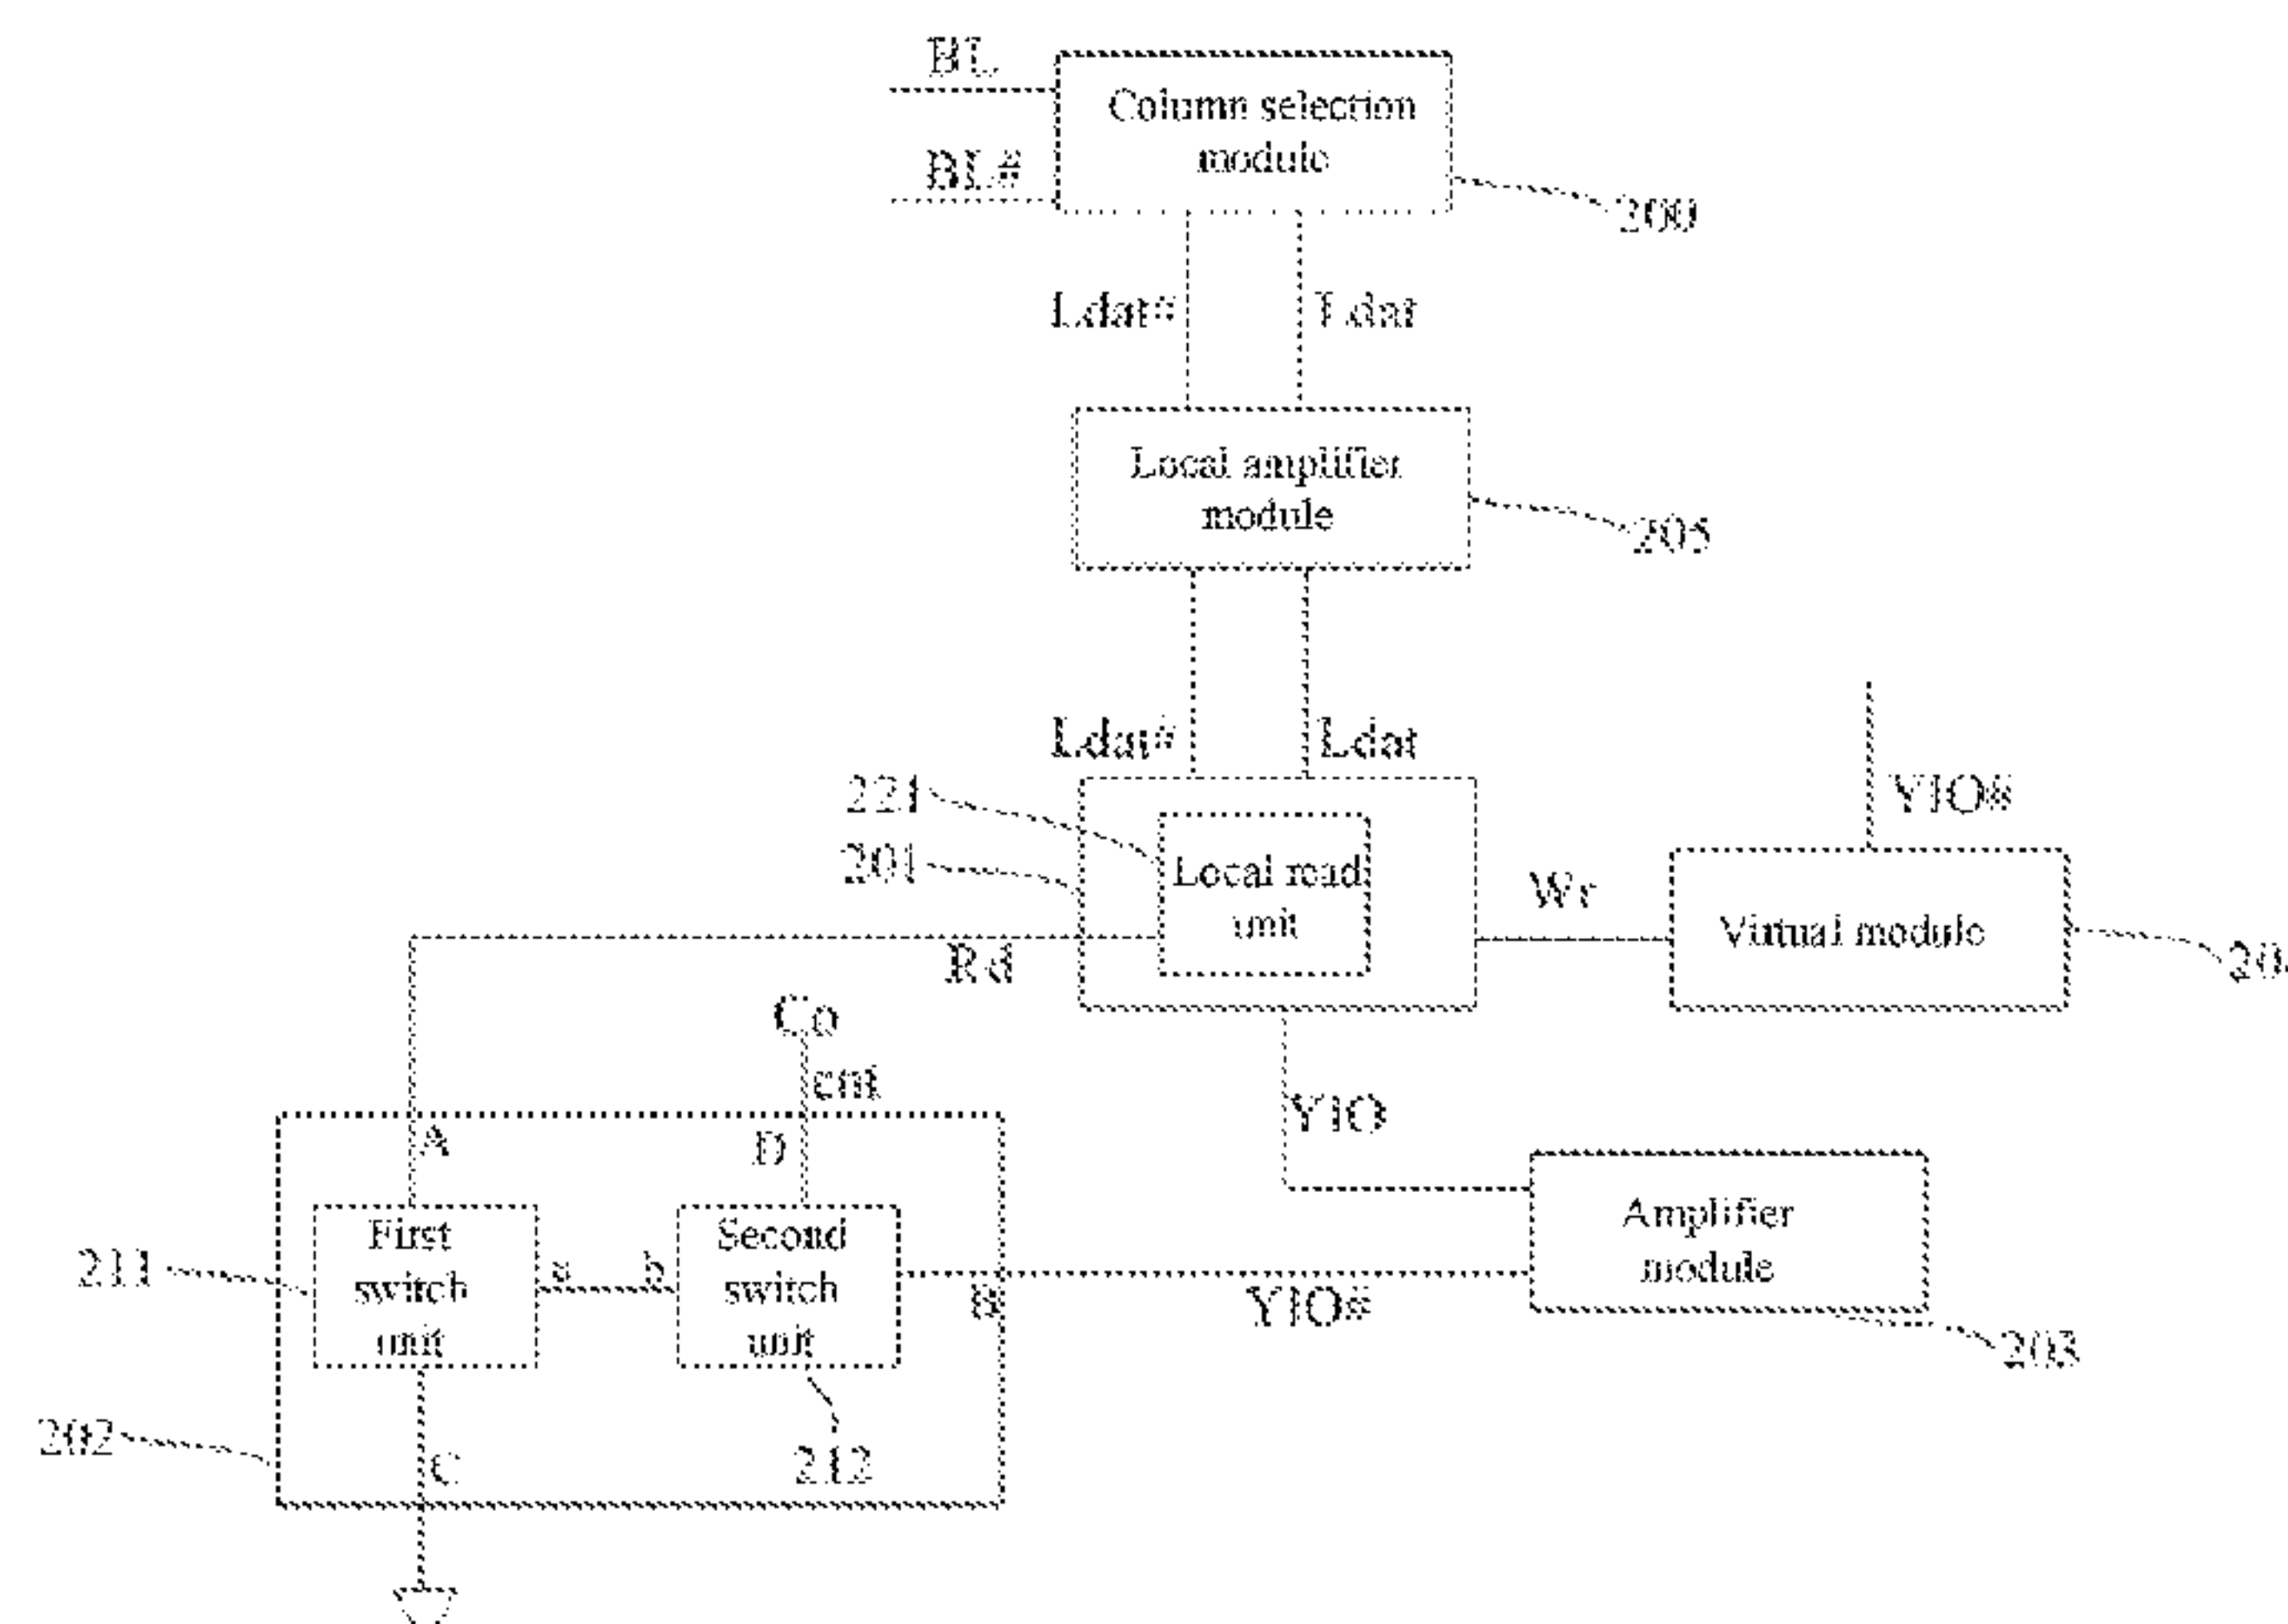 BL
Column selection
module
BL#
200
Ldat#
Ldat
Local amplifier
module
205
Ldat#
Ldat
221
YIO#
201
Local read
unit
Wr
Virtual module
Rd
Co
cnt
YIO
A
D
Amplifier
module
First
switch
unit
Second
switch
unit
211
a
b
B
YIO#
203
202
C
212